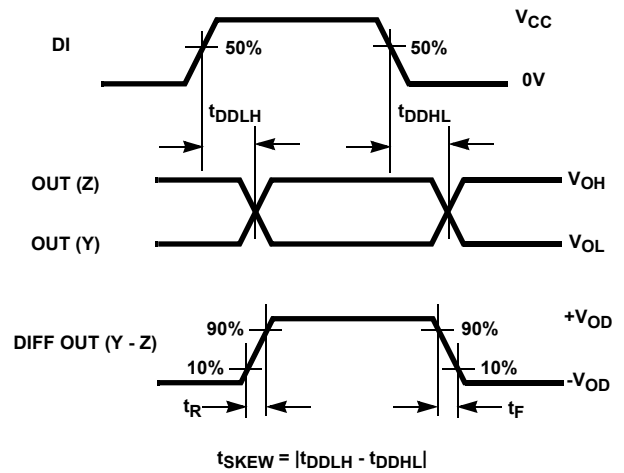 VCC
DI
50%
50%
0V
tDDLH
tDDHL
OUT (Z)
VOH
OUT (Y)
VOL
+VOD
90%
90%
DIFF OUT (Y - Z)
10%
10%
-VOD
tR
tF
tSKEW = |tDDLH - tDDHL|